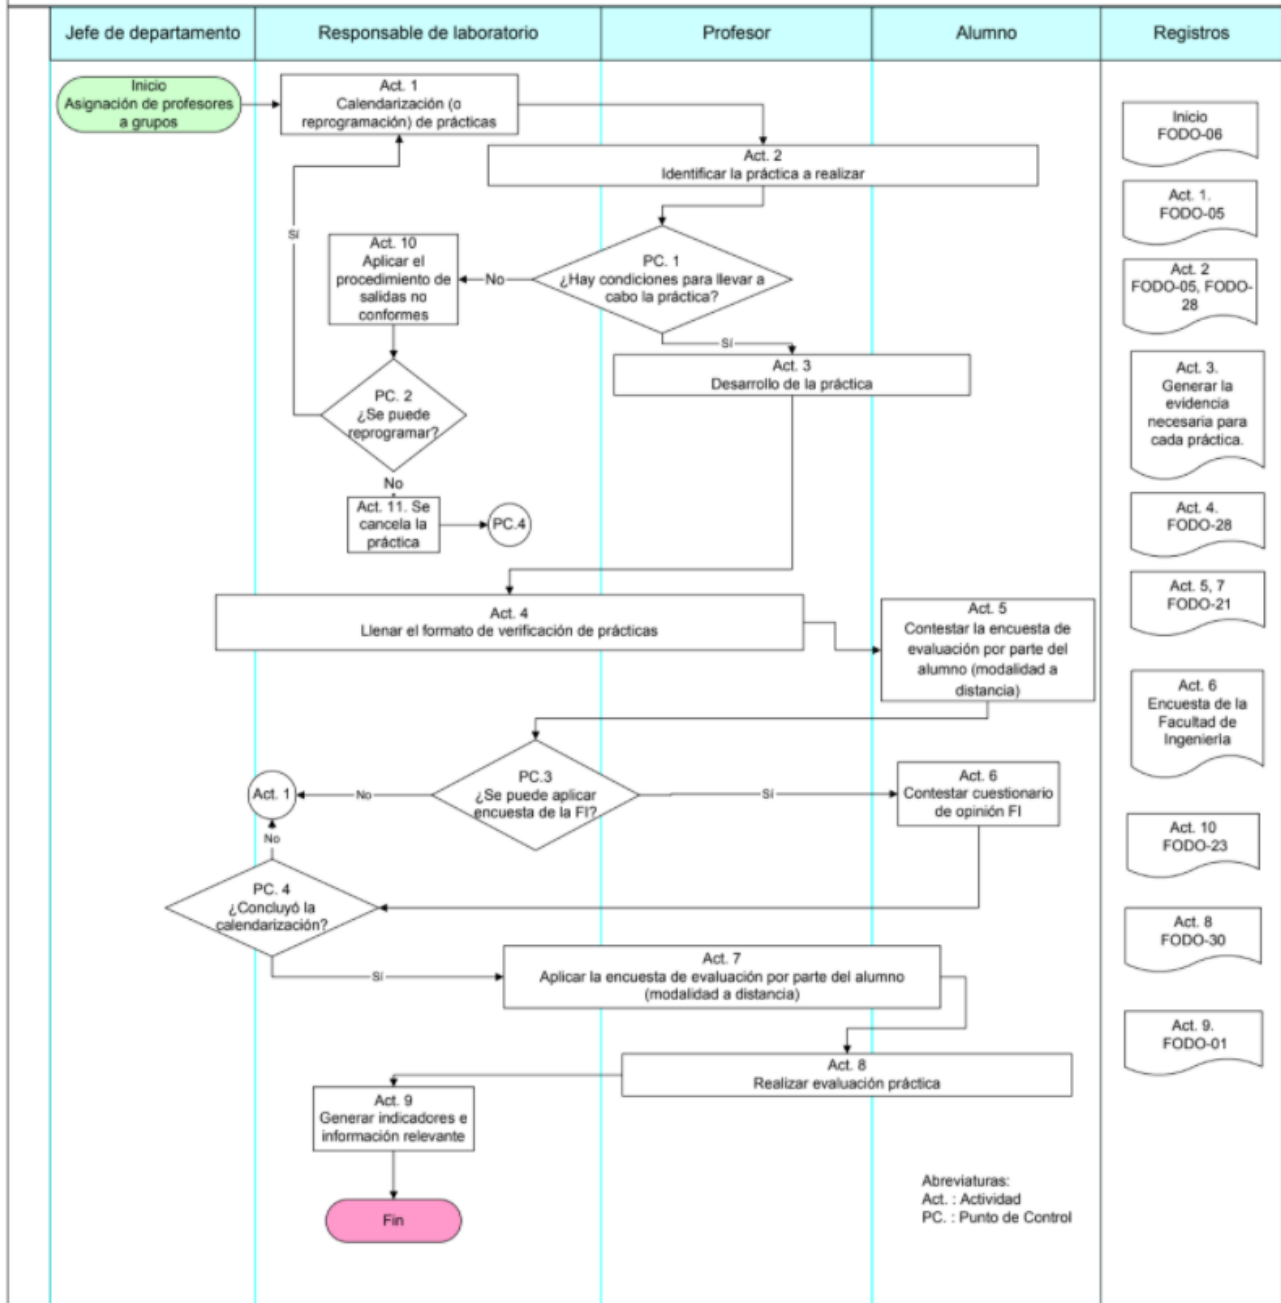 Jefe de departamento
Responsable de laboratorio
Profesor
Alumno
Registros
Inicio
Asignación de profesores
a grupos
Act. 1
Calendarización (o
reprogramación) de prácticas
Act. 2
Identificar la práctica a realizar
PC. 1
¿Hay condiciones para llevar a
cabo la práctica?
No
Sí
Act. 10
Aplicar el
procedimiento de
salidas no
conformes
Sí
PC. 2
¿Se puede
reprogramar?
No
Act. 11. Se
cancela la
práctica
PC.4
Act. 3
Desarrollo de la práctica
Act. 4
Llenar el formato de verificación de prácticas
Act. 5
Contestar la encuesta de
evaluación por parte del
alumno (modalidad a
distancia)
PC.3
¿Se puede aplicar
encuesta de la FI?
No
Act. 1
Sí
Act. 6
Contestar cuestionario
de opinión FI
No
PC. 4
¿Concluyó la
calendarización?
Sí
Act. 7
Aplicar la encuesta de evaluación por parte del alumno
(modalidad a distancia)
Act. 8
Realizar evaluación práctica
Act. 9
Generar indicadores e
información relevante
Fin
Abreviaturas:
Act. : Actividad
PC. : Punto de Control
Inicio
FODO-06
Act. 1.
FODO-05
Act. 2
FODO-05, FODO-
28
Act. 3.
Generar la
evidencia
necesaria para
cada práctica.
Act. 4.
FODO-28
Act. 5, 7
FODO-21
Act. 6
Encuesta de la
Facultad de
Ingeniería
Act. 10
FODO-23
Act. 8
FODO-30
Act. 9.
FODO-01